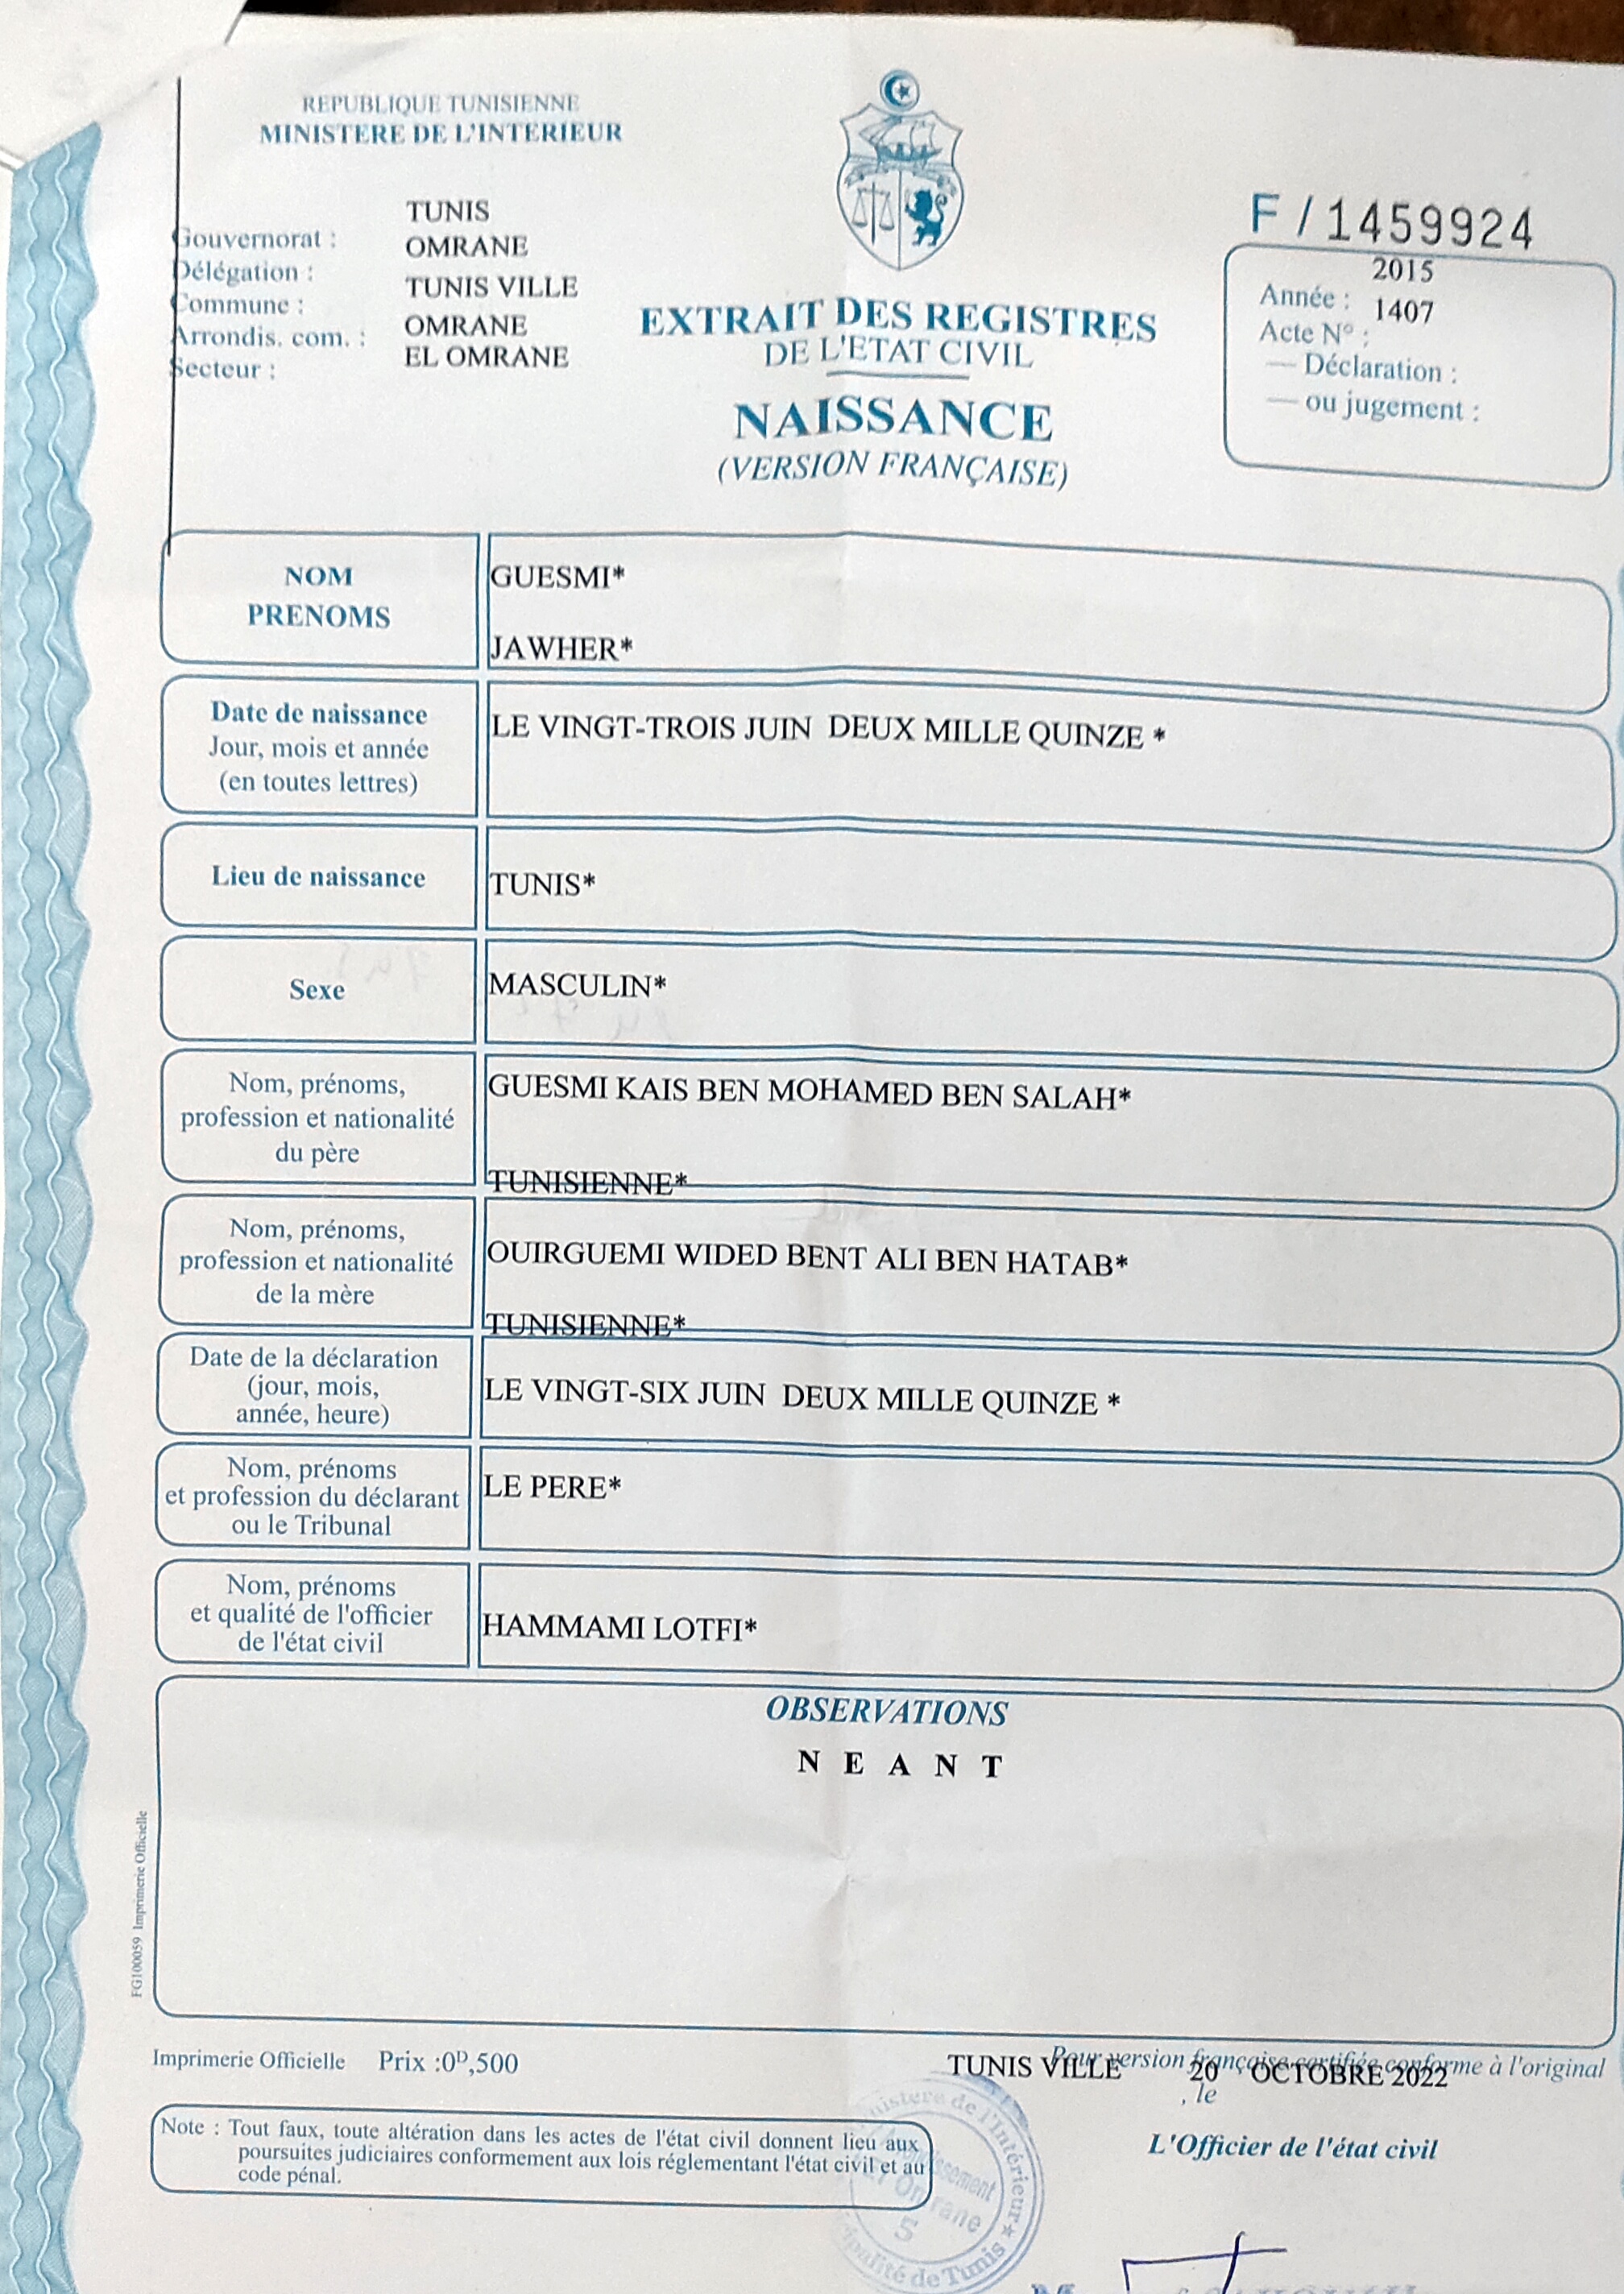 REPUBLIQUE TUNISIENNE
MINISTERE DE L'INTERIEUR
Gouvernorat : TUNIS
Délégation : OMRANE
Commune : TUNIS VILLE
Arrondis. com. : OMRANE
Secteur : EL OMRANE
EXTRAIT DES REGISTRES
DE L'ETAT CIVIL
NAISSANCE
(VERSION FRANÇAISE)
F / 1459924
Année : 2015
Acte N° : 1407
— Déclaration :
— ou jugement :
NOM
PRENOMS
GUESMI*
JAWHER*
Date de naissance
Jour, mois et année
(en toutes lettres)
LE VINGT-TROIS JUIN DEUX MILLE QUINZE *
Lieu de naissance
TUNIS*
Sexe
MASCULIN*
Nom, prénoms,
profession et nationalité
du père
GUESMI KAIS BEN MOHAMED BEN SALAH*
TUNISIENNE*
Nom, prénoms,
profession et nationalité
de la mère
OUIRGUEMI WIDED BENT ALI BEN HATAB*
TUNISIENNE*
Date de la déclaration
(jour, mois,
année, heure)
LE VINGT-SIX JUIN DEUX MILLE QUINZE *
Nom, prénoms
et profession du déclarant
ou le Tribunal
LE PERE*
Nom, prénoms
et qualité de l'officier
de l'état civil
HAMMAMI LOTFI*
OBSERVATIONS
N E A N T
FG100059 Imprimerie Officielle
Imprimerie Officielle Prix :0ᴰ,500
Pour version française certifiée conforme à l'original
TUNIS VILLE 20 OCTOBRE 2022
, le
L'Officier de l'état civil
Note : Tout faux, toute altération dans les actes de l'état civil donnent lieu aux
poursuites judiciaires conformement aux lois réglementant l'état civil et au
code pénal.
de l'Intérieur
5
de Tunis